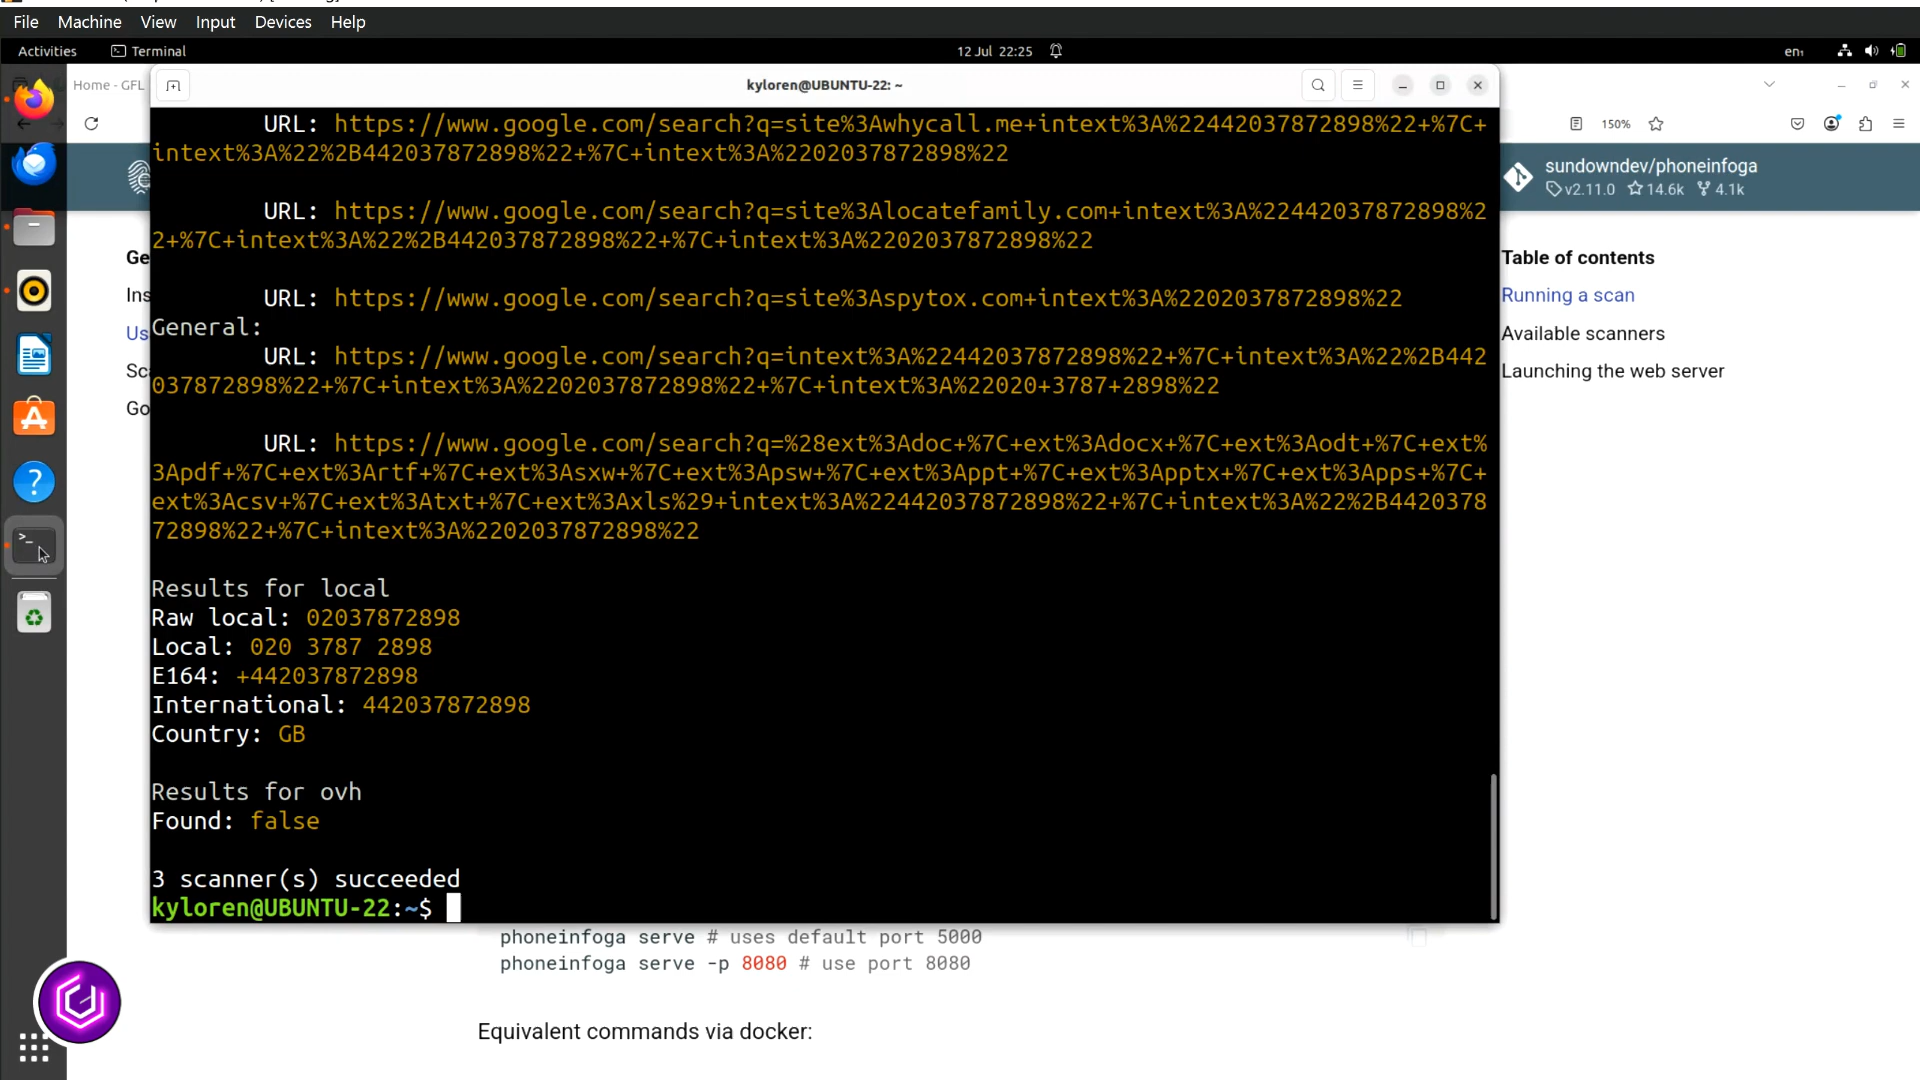 File Machine View Input Devices Help
Activities Terminal 12 Jul 22:25 en₁
Home - GFL
kyloren@UBUNTU-22: ~
150%
sundowndev/phoneinfoga
v2.11.0 14.6k 4.1k
URL: https://www.google.com/search?q=site%3Awhycall.me+intext%3A%22442037872898%22+%7C+
intext%3A%22%2B442037872898%22+%7C+intext%3A%2202037872898%22
URL: https://www.google.com/search?q=site%3Alocatefamily.com+intext%3A%22442037872898%2
2+%7C+intext%3A%22%2B442037872898%22+%7C+intext%3A%2202037872898%22
URL: https://www.google.com/search?q=site%3Aspytox.com+intext%3A%2202037872898%22
General:
URL: https://www.google.com/search?q=intext%3A%22442037872898%22+%7C+intext%3A%22%2B442
037872898%22+%7C+intext%3A%2202037872898%22+%7C+intext%3A%22020+3787+2898%22
URL: https://www.google.com/search?q=%28ext%3Adoc+%7C+ext%3Adocx+%7C+ext%3Aodt+%7C+ext%
3Apdf+%7C+ext%3Artf+%7C+ext%3Asxw+%7C+ext%3Apsw+%7C+ext%3Appt+%7C+ext%3Apptx+%7C+ext%3Apps+%7C+
ext%3Acsv+%7C+ext%3Atxt+%7C+ext%3Axls%29+intext%3A%22442037872898%22+%7C+intext%3A%22%2B4420378
72898%22+%7C+intext%3A%2202037872898%22
Results for local
Raw local: 02037872898
Local: 020 3787 2898
E164: +442037872898
International: 442037872898
Country: GB
Results for ovh
Found: false
3 scanner(s) succeeded
kyloren@UBUNTU-22:~$
Ge
Ins
Us
Sca
Go
Table of contents
Running a scan
Available scanners
Launching the web server
phoneinfoga serve # uses default port 5000
phoneinfoga serve -p 8080 # use port 8080
Equivalent commands via docker: